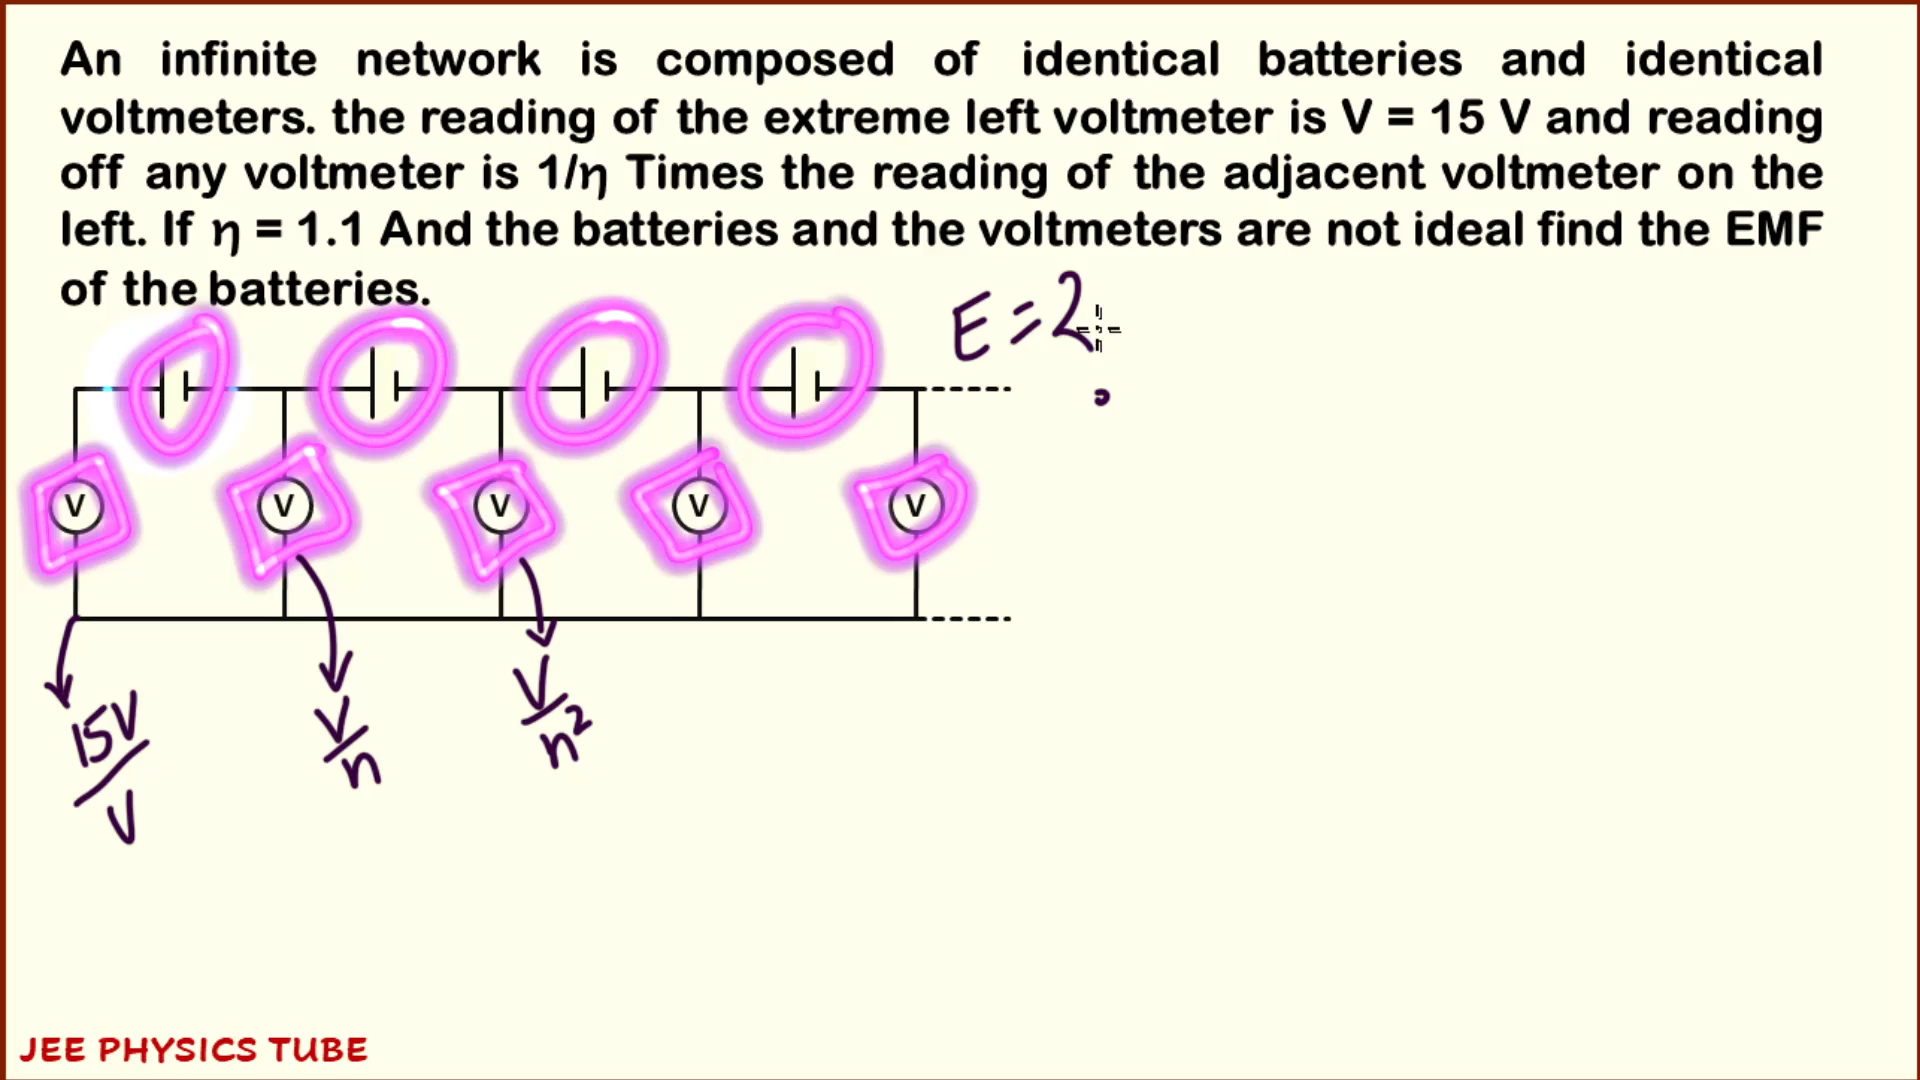 An infinite network is composed of identical batteries and identical
voltmeters. the reading of the extreme left voltmeter is V = 15 V and reading
off any voltmeter is 1/η Times the reading of the adjacent voltmeter on the
left. If η = 1.1 And the batteries and the voltmeters are not ideal find the EMF
of the batteries.
E = ?
V V V V V
15V/V
V/n
V/n²
JEE PHYSICS TUBE